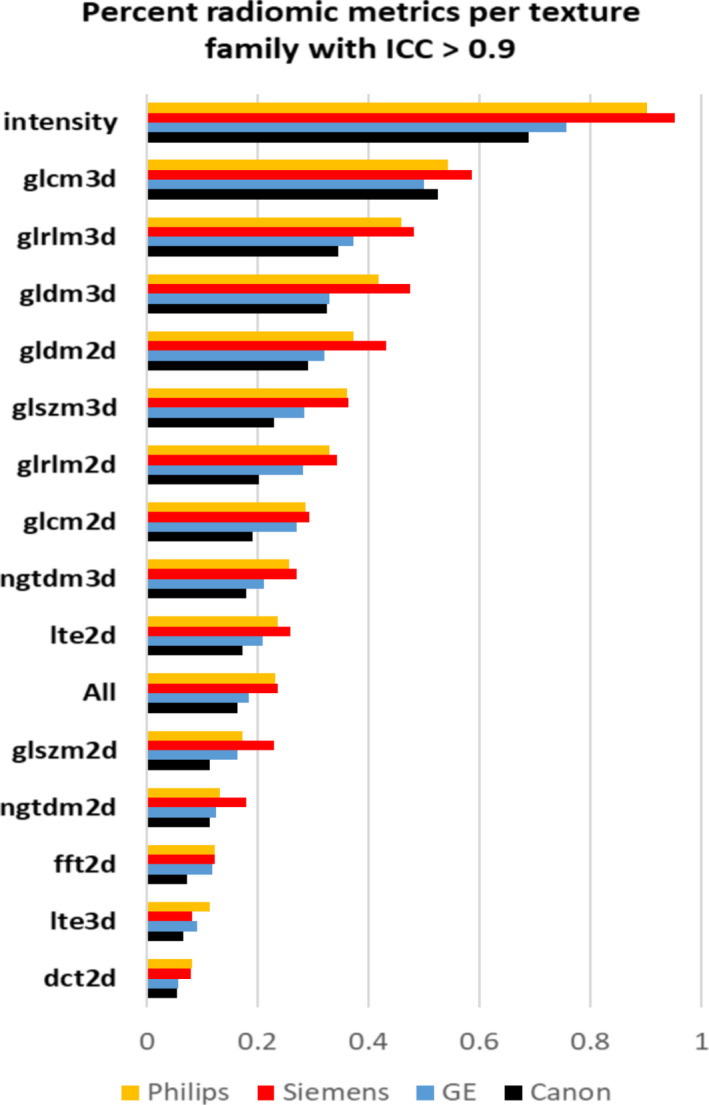 Percent radiomic metrics per texture
family with ICC > 0.9
intensity
glcm3d
glrlm3d
gldm3d
gldm2d
glszm3d
glrlm2d
glcm2d
ngtdm3d
lte2d
All
glszm2d
ngtdm2d
fft2d
lte3d
dct2d
0 0.2 0.4 0.6 0.8 1
Philips Siemens GE Canon